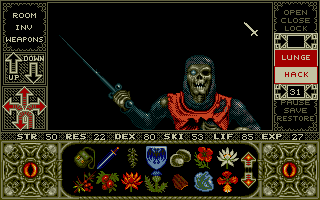 ROOM
INV
WEAPONS
UP
DOWN
OPEN
CLOSE
LOCK
LUNGE
HACK
31
PAUSE
SAVE
RESTORE
STR 50 RES 22 DEX 80 SKI 53 LIF 83 EXP 27